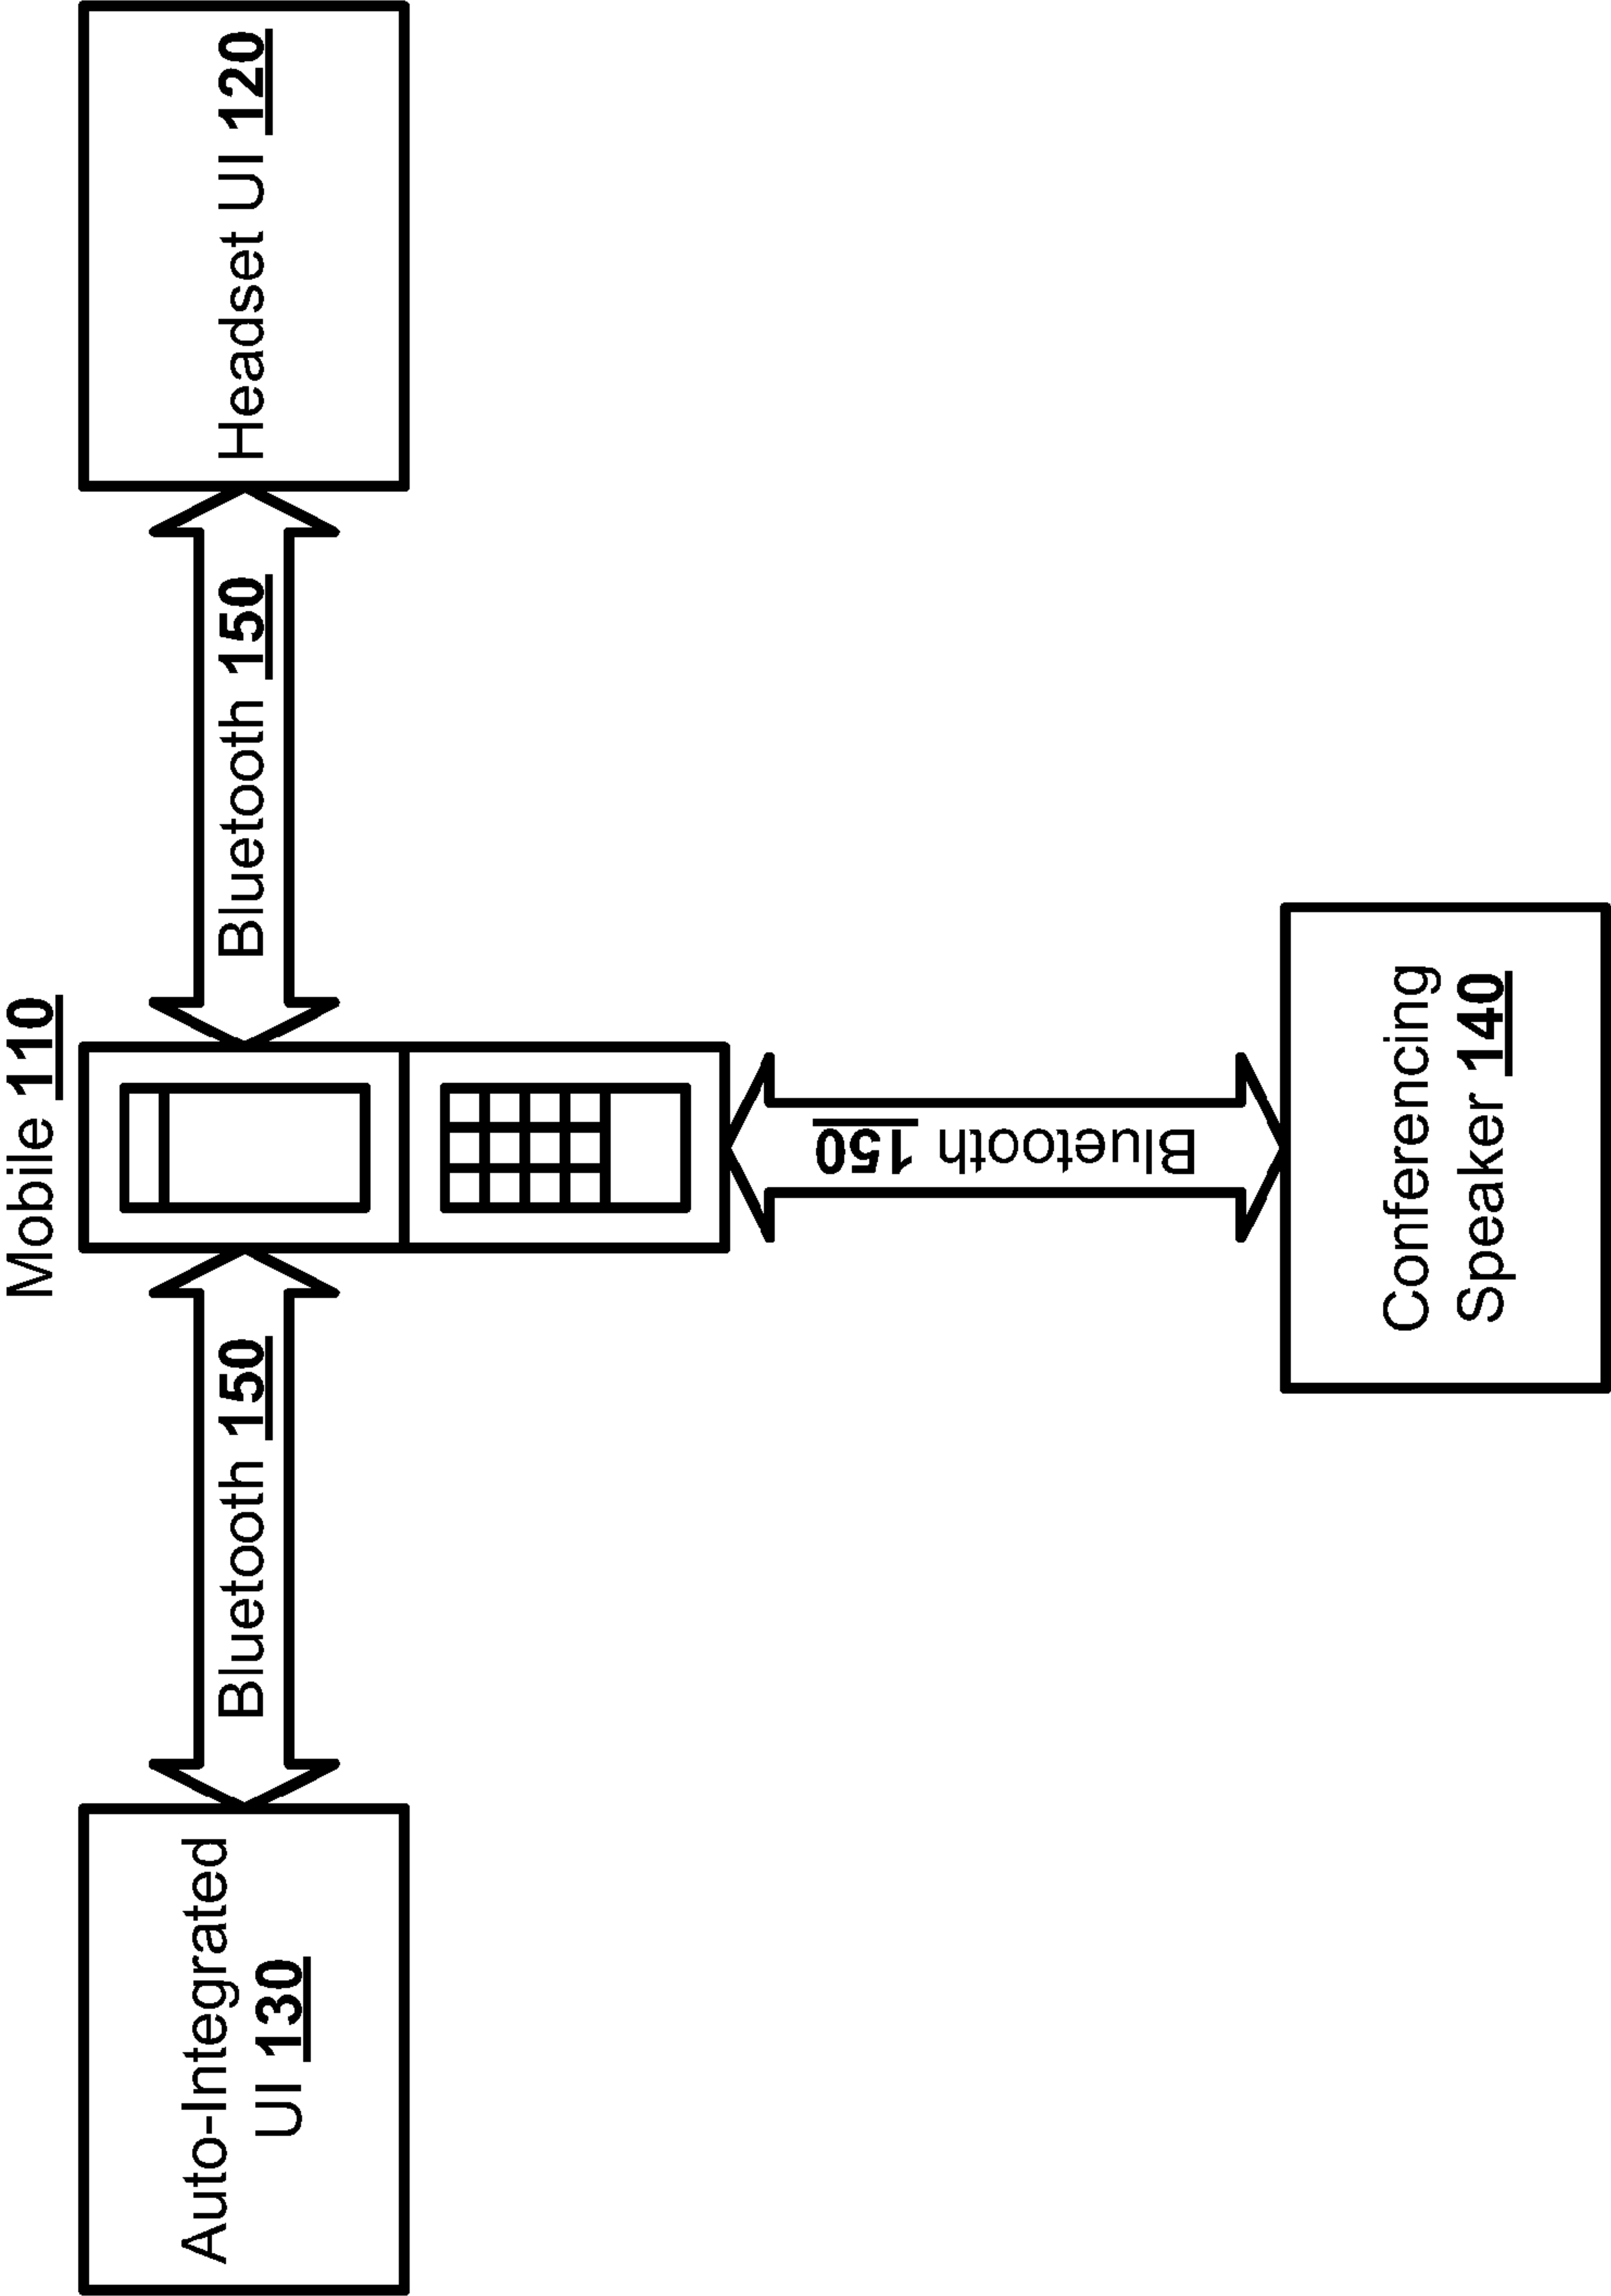 Mobile 110
Auto-Integrated
UI 130
Bluetooth 150
Bluetooth 150
Headset UI 120
Bluetooth 150
Conferencing
Speaker 140